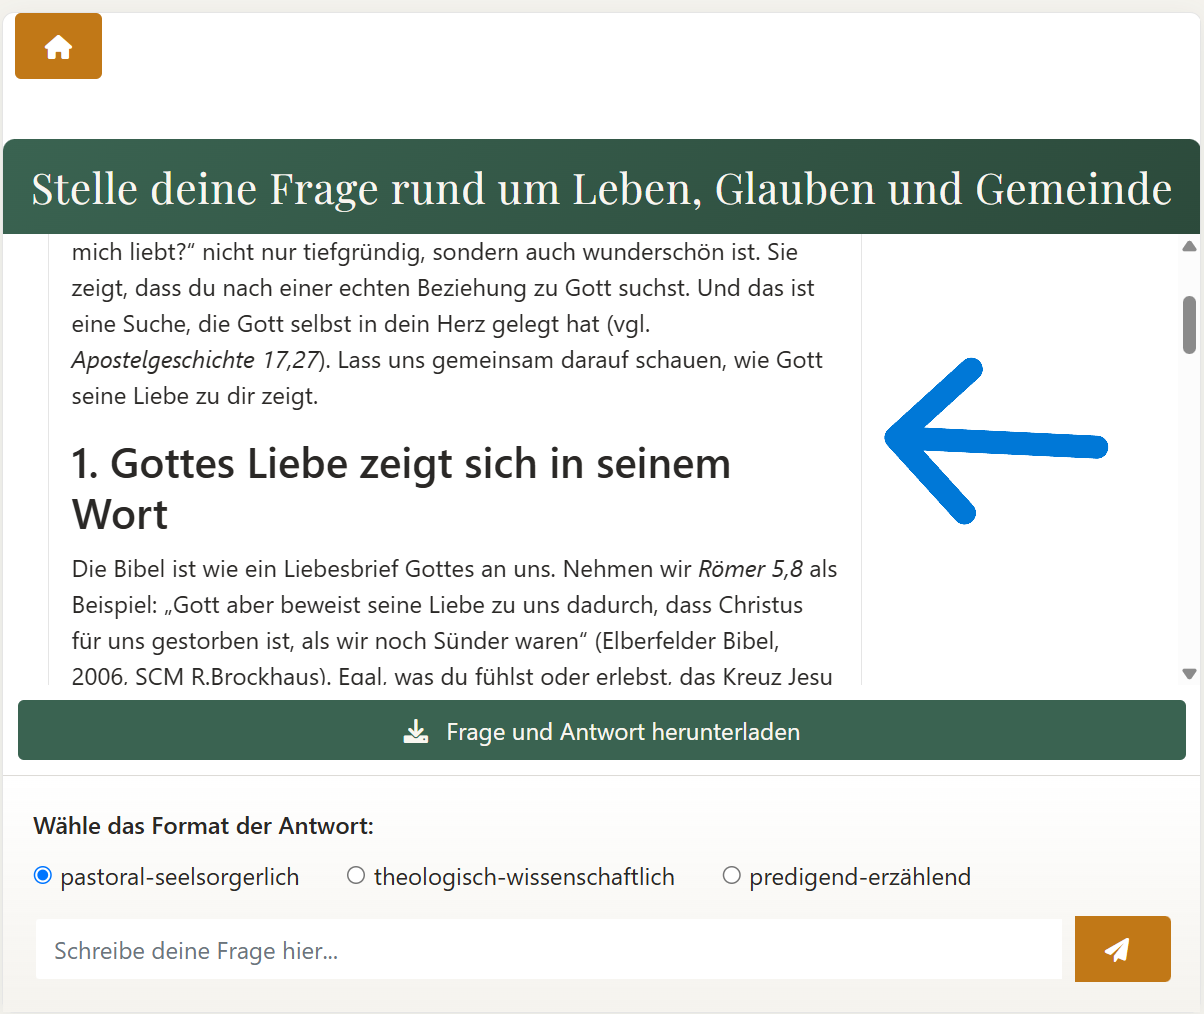 Stelle deine Frage rund um Leben, Glauben und Gemeinde
mich liebt?“ nicht nur tiefgründig, sondern auch wunderschön ist. Sie
zeigt, dass du nach einer echten Beziehung zu Gott suchst. Und das ist
eine Suche, die Gott selbst in dein Herz gelegt hat (vgl.
Apostelgeschichte 17,27). Lass uns gemeinsam darauf schauen, wie Gott
seine Liebe zu dir zeigt.
1. Gottes Liebe zeigt sich in seinem
Wort
Die Bibel ist wie ein Liebesbrief Gottes an uns. Nehmen wir Römer 5,8 als
Beispiel: „Gott aber beweist seine Liebe zu uns dadurch, dass Christus
für uns gestorben ist, als wir noch Sünder waren“ (Elberfelder Bibel,
2006, SCM R.Brockhaus). Egal, was du fühlst oder erlebst, das Kreuz Jesu
Frage und Antwort herunterladen
Wähle das Format der Antwort:
pastoral-seelsorgerlich theologisch-wissenschaftlich predigend-erzählend
Schreibe deine Frage hier...